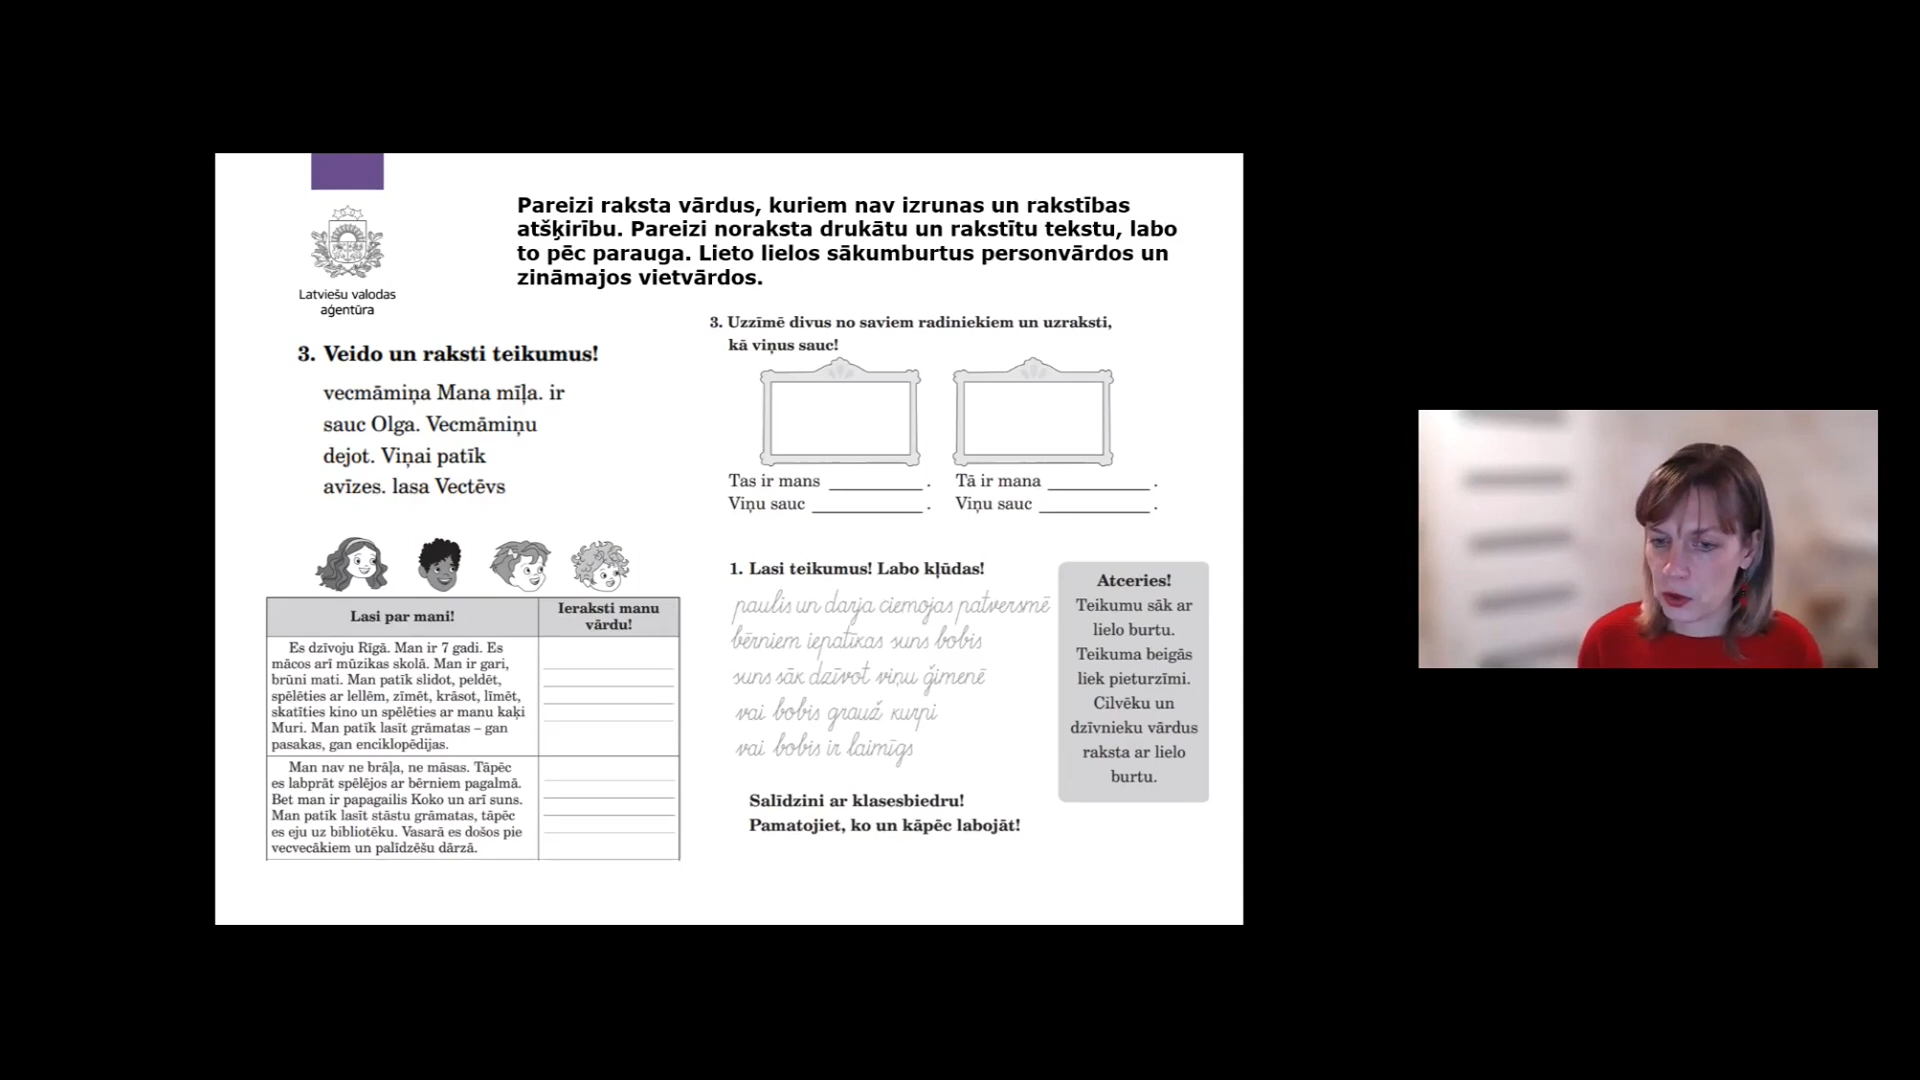 Latviešu valodas
aģentūra
Pareizi raksta vārdus, kuriem nav izrunas un rakstības
atšķirību. Pareizi noraksta drukātu un rakstītu tekstu, labo
to pēc parauga. Lieto lielos sākumburtus personvārdos un
zināmajos vietvārdos.
3. Veido un raksti teikumus!
vecmāmiņa Mana mīļa. ir
sauc Olga. Vecmāmiņu
dejot. Viņai patīk
avīzes. lasa Vectēvs
Lasi par mani!
Ieraksti manu
vārdu!
Es dzīvoju Rīgā. Man ir 7 gadi. Es
mācos arī mūzikas skolā. Man ir gari,
brūni mati. Man patīk slidot, peldēt,
spēlēties ar lellēm, zīmēt, krāsot, līmēt,
skatīties kino un spēlēties ar manu kaķi
Muri. Man patīk lasīt grāmatas – gan
pasakas, gan enciklopēdijas.
Man nav ne brāļa, ne māsas. Tāpēc
es labprāt spēlējos ar bērniem pagalmā.
Bet man ir papagailis Koko un arī suns.
Man patīk lasīt stāstu grāmatas, tāpēc
es eju uz bibliotēku. Vasarā es došos pie
vecvecākiem un palīdzēšu dārzā.
3. Uzzīmē divus no saviem radiniekiem un uzraksti,
kā viņus sauc!
Tas ir mans __________ .
Viņu sauc __________ .
Tā ir mana __________ .
Viņu sauc __________ .
1. Lasi teikumus! Labo kļūdas!
paulis un darja ciemojas patversmē
bērniem iepatīkas suns bobis
suns sāk dzīvot viņu ģimenē
vai bobis grauž kurpi
vai bobis ir laimīgs
Salīdzini ar klasesbiedru!
Pamatojiet, ko un kāpēc labojāt!
Atceries!
Teikumu sāk ar
lielo burtu.
Teikuma beigās
liek pieturzīmi.
Cilvēku un
dzīvnieku vārdus
raksta ar lielo
burtu.